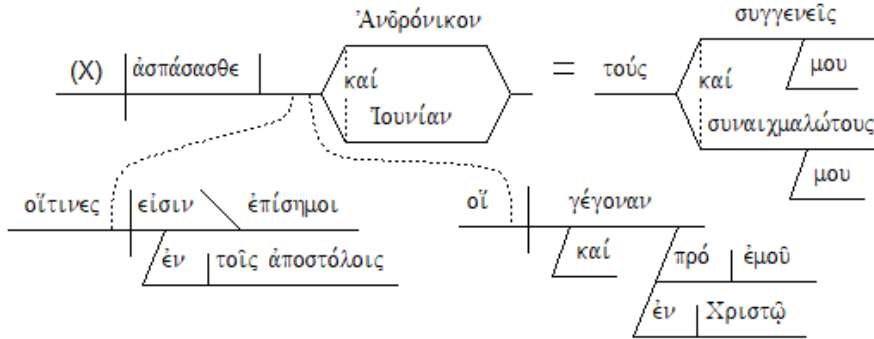 Ἀνδρόνικον
συγγενεῖς
(X) ἀσπάσασθε καί = τούς καί μου
Ἰουνίαν
συναιχμαλώτους
μου
οἵτινες εἰσιν ἐπίσημοι
οἵ γέγοναν
ἐν τοῖς ἀποστόλοις
καί πρό ἐμοῦ
ἐν Χριστῷ